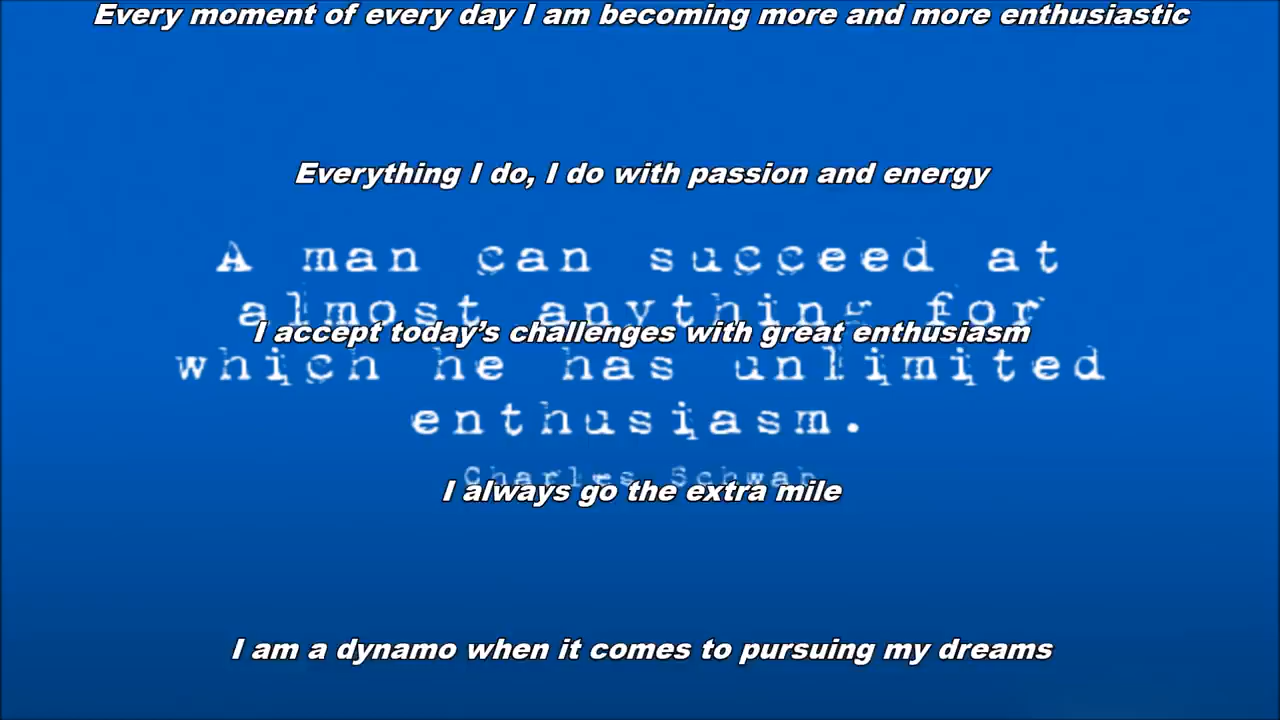 Every moment of every day I am becoming more and more enthusiastic
Everything I do, I do with passion and energy
A man can succeed at
almost anything for
I accept today’s challenges with great enthusiasm
which he has unlimited
enthusiasm.
Charles Schwab
I always go the extra mile
I am a dynamo when it comes to pursuing my dreams